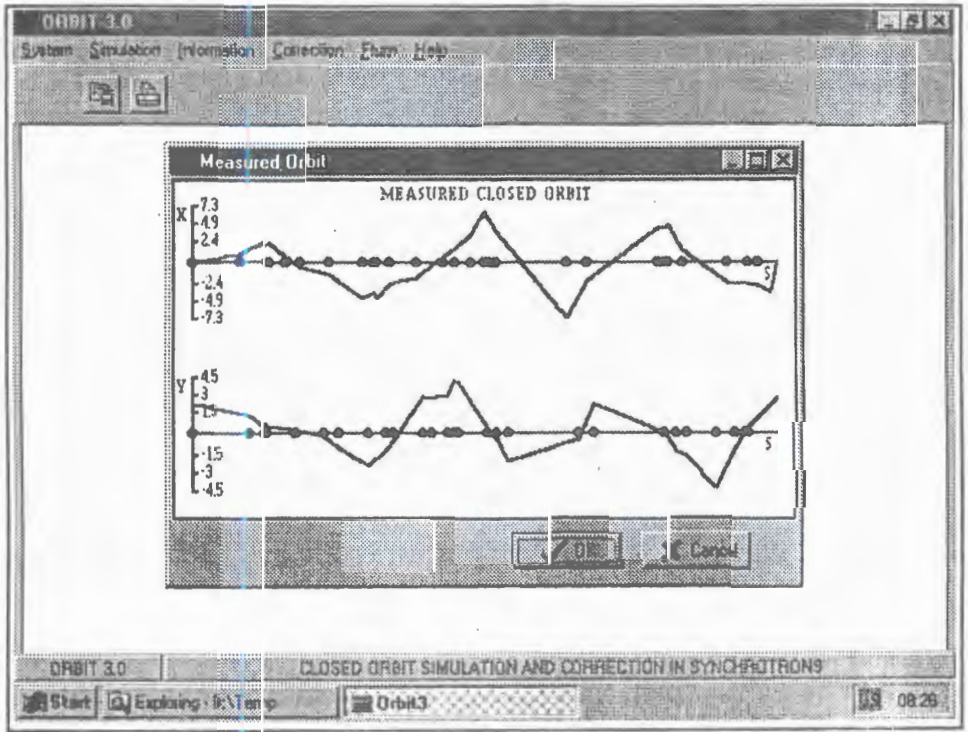 ORBIT 3.0
System Simulation Information Correction Help
Measured Orbit
MEASURED CLOSED ORBIT
X
7.3
4.9
2.4
-2.4
-4.9
-7.3
S
Y
4.5
3
1.5
-1.5
-3
-4.5
S
OK Cancel
ORBIT 3.0 CLOSED ORBIT SIMULATION AND CORRECTION IN SYNCHROTRONS
Start Exploring - Temp Orbit3 08:26